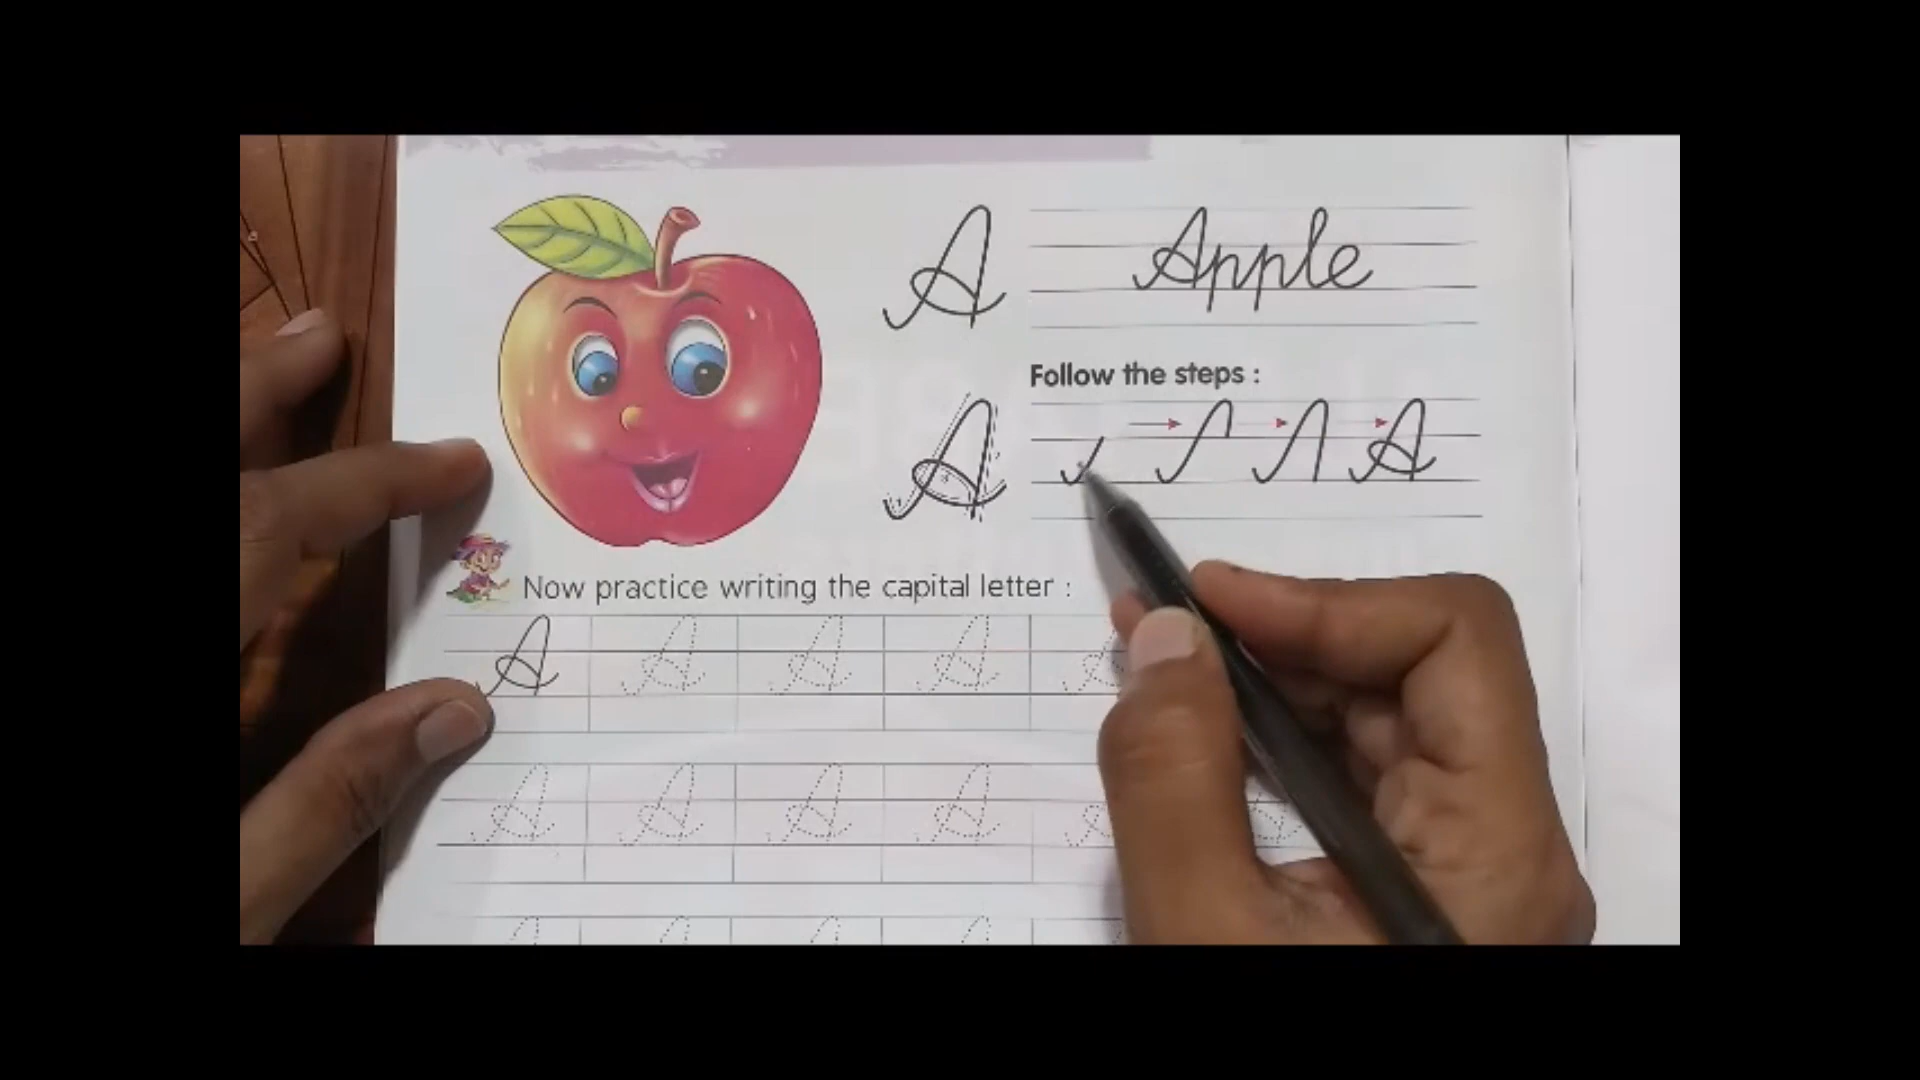 A Apple
Follow the steps :
A A
Now practice writing the capital letter :
A A A A A
A A A A A A
A A A A